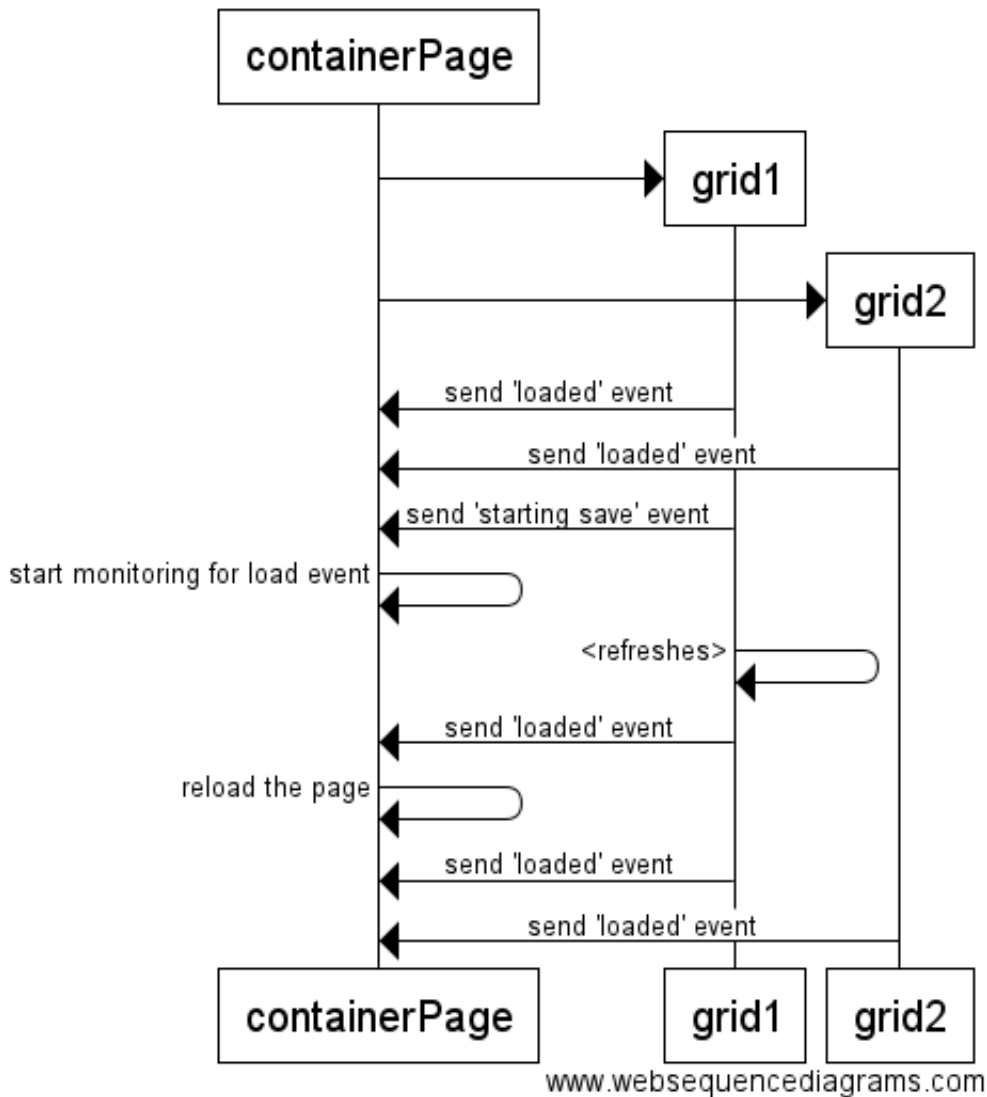 containerPage
grid1
grid2
send 'loaded' event
send 'loaded' event
send 'starting save' event
start monitoring for load event
<refreshes>
send 'loaded' event
reload the page
send 'loaded' event
send 'loaded' event
containerPage
grid1
grid2
www.websequencediagrams.com